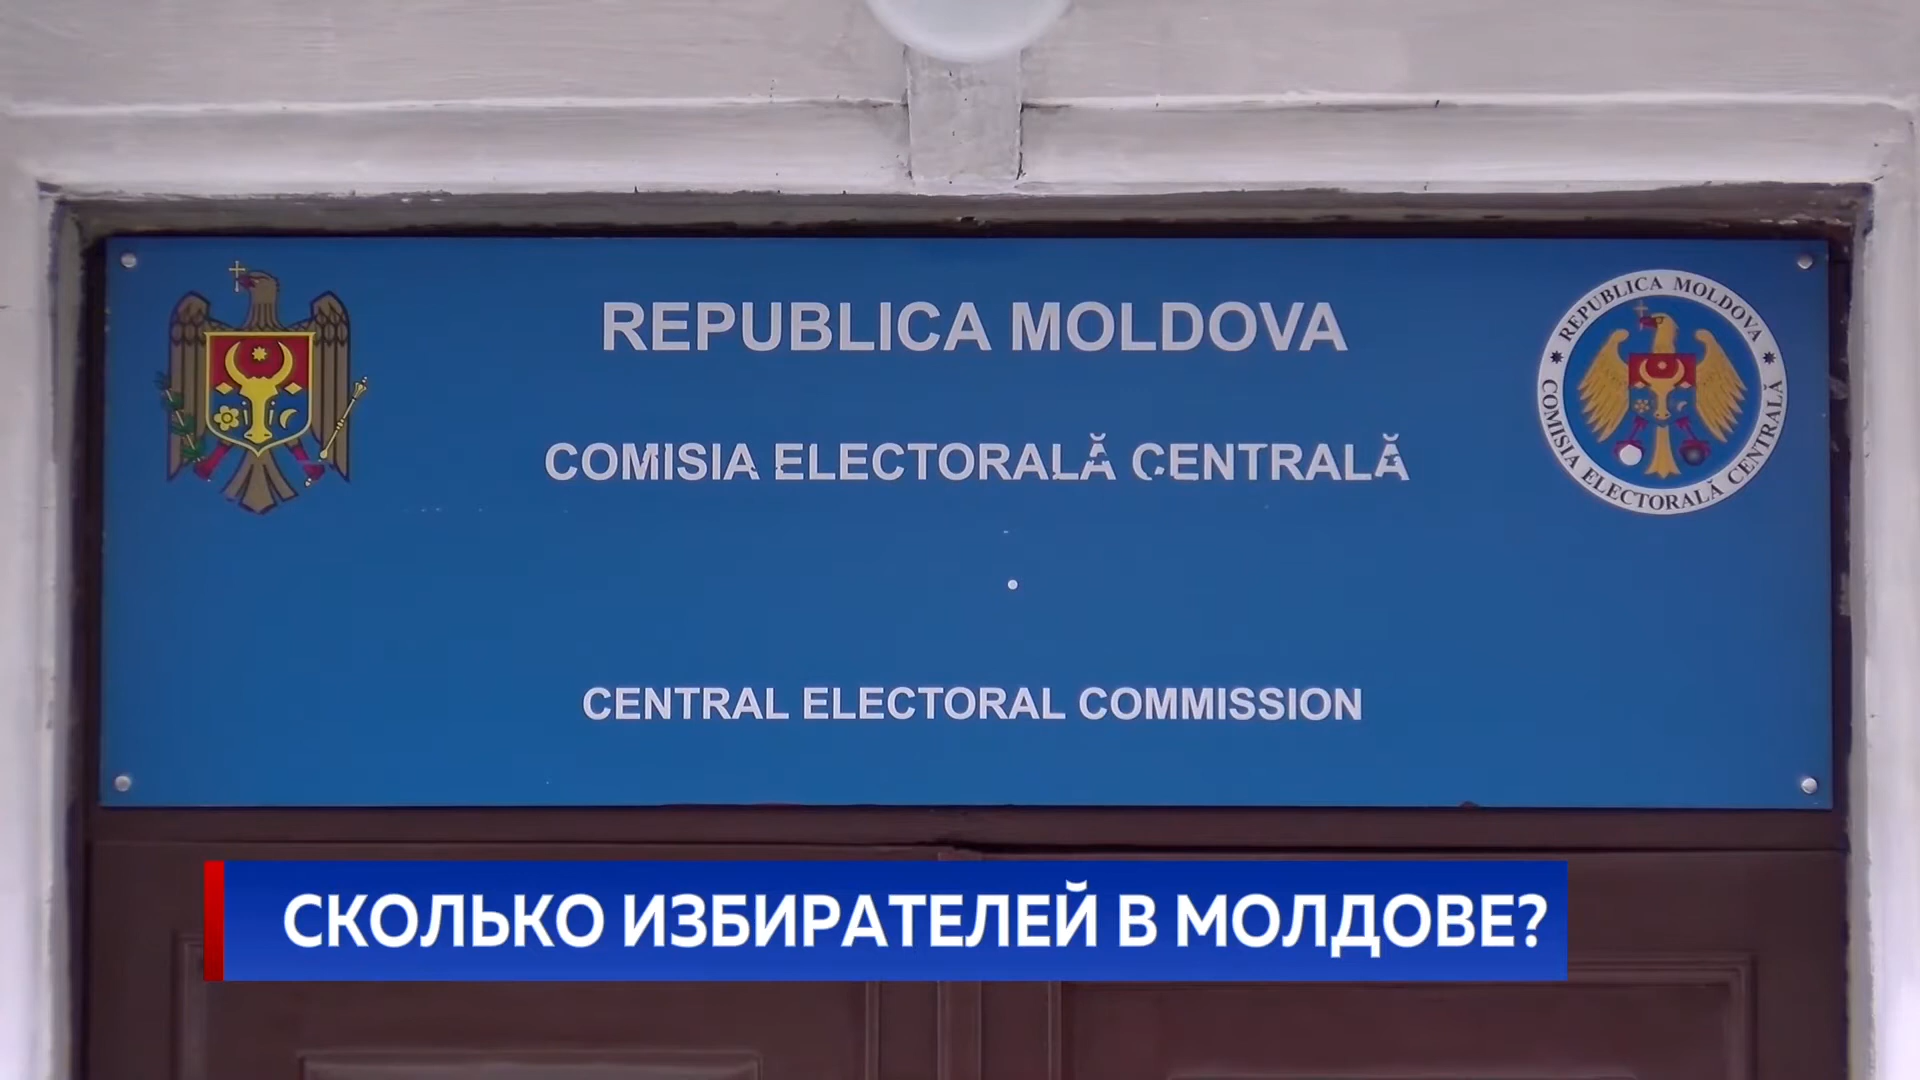 REPUBLICA MOLDOVA
COMISIA ELECTORALĂ CENTRALĂ
REPUBLICA MOLDOVA
COMISIA ELECTORALĂ CENTRALĂ
CENTRAL ELECTORAL COMMISSION
СКОЛЬКО ИЗБИРАТЕЛЕЙ В МОЛДОВЕ?